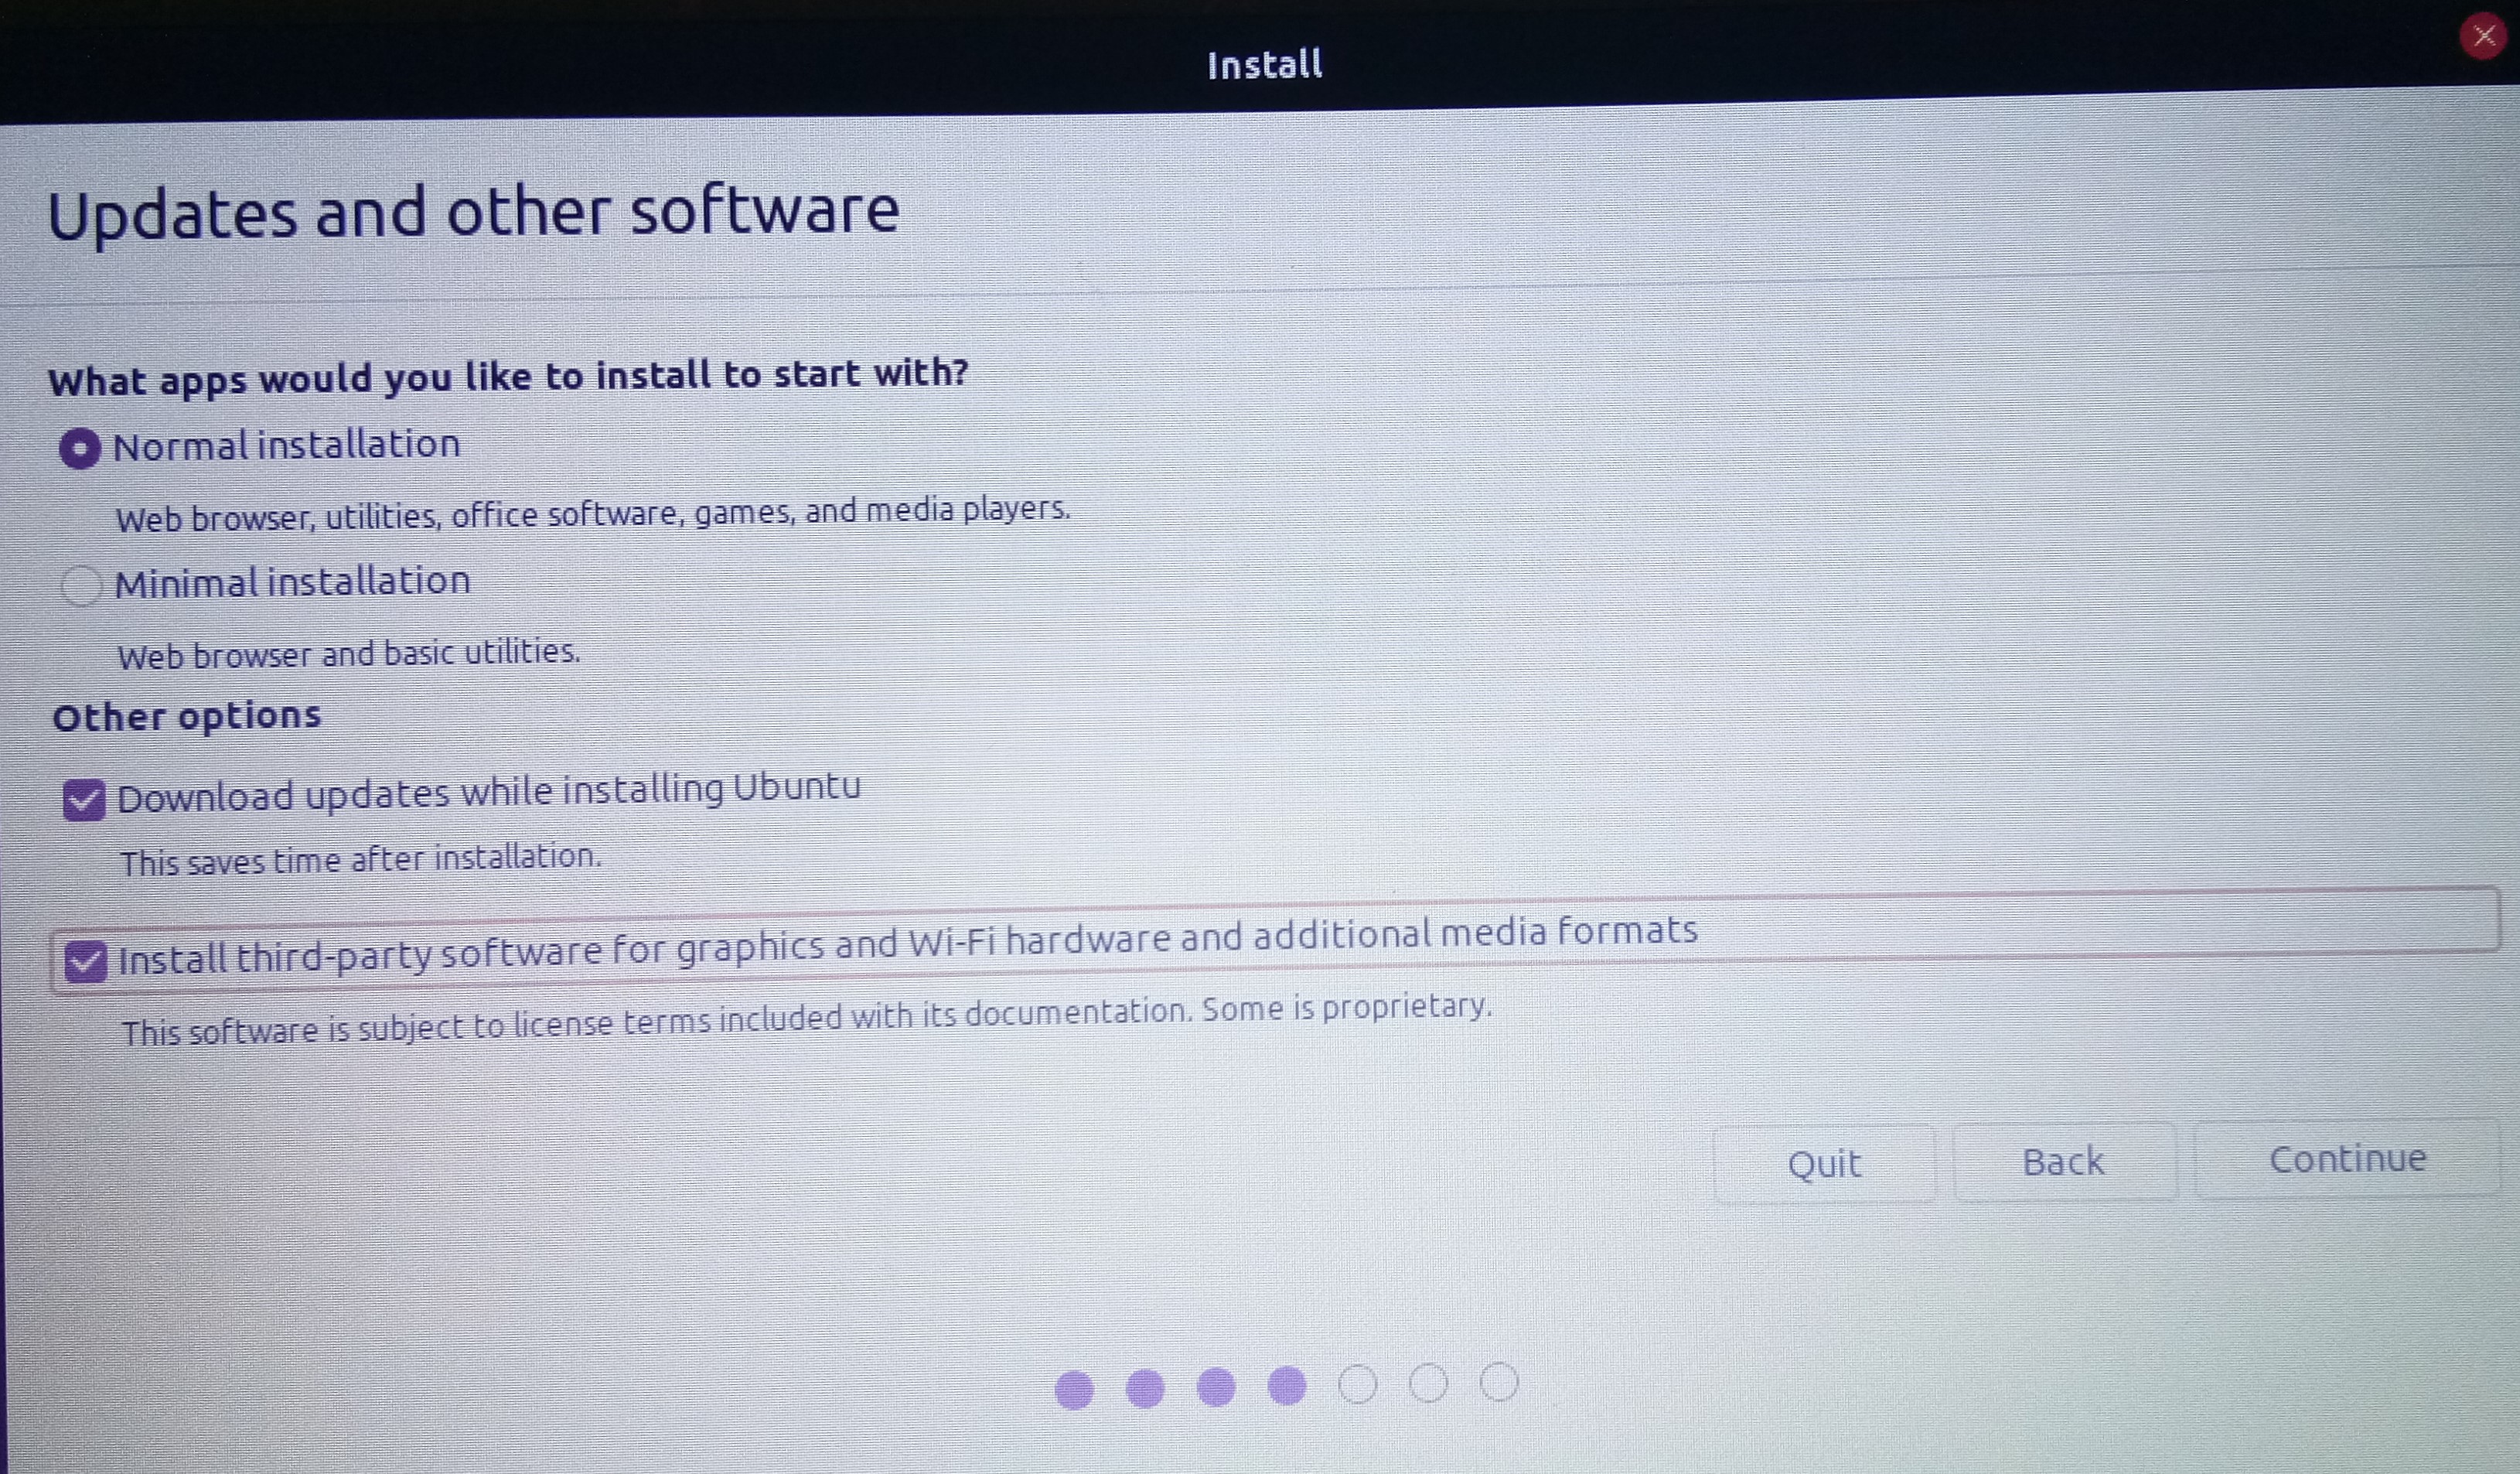 Install
Updates and other software
What apps would you like to install to start with?
Normal installation
Web browser, utilities, office software, games, and media players.
Minimal installation
Web browser and basic utilities.
Other options
Download updates while installing Ubuntu
This saves time after installation.
Install third-party software for graphics and Wi-Fi hardware and additional media formats
This software is subject to license terms included with its documentation. Some is proprietary.
Quit Back Continue